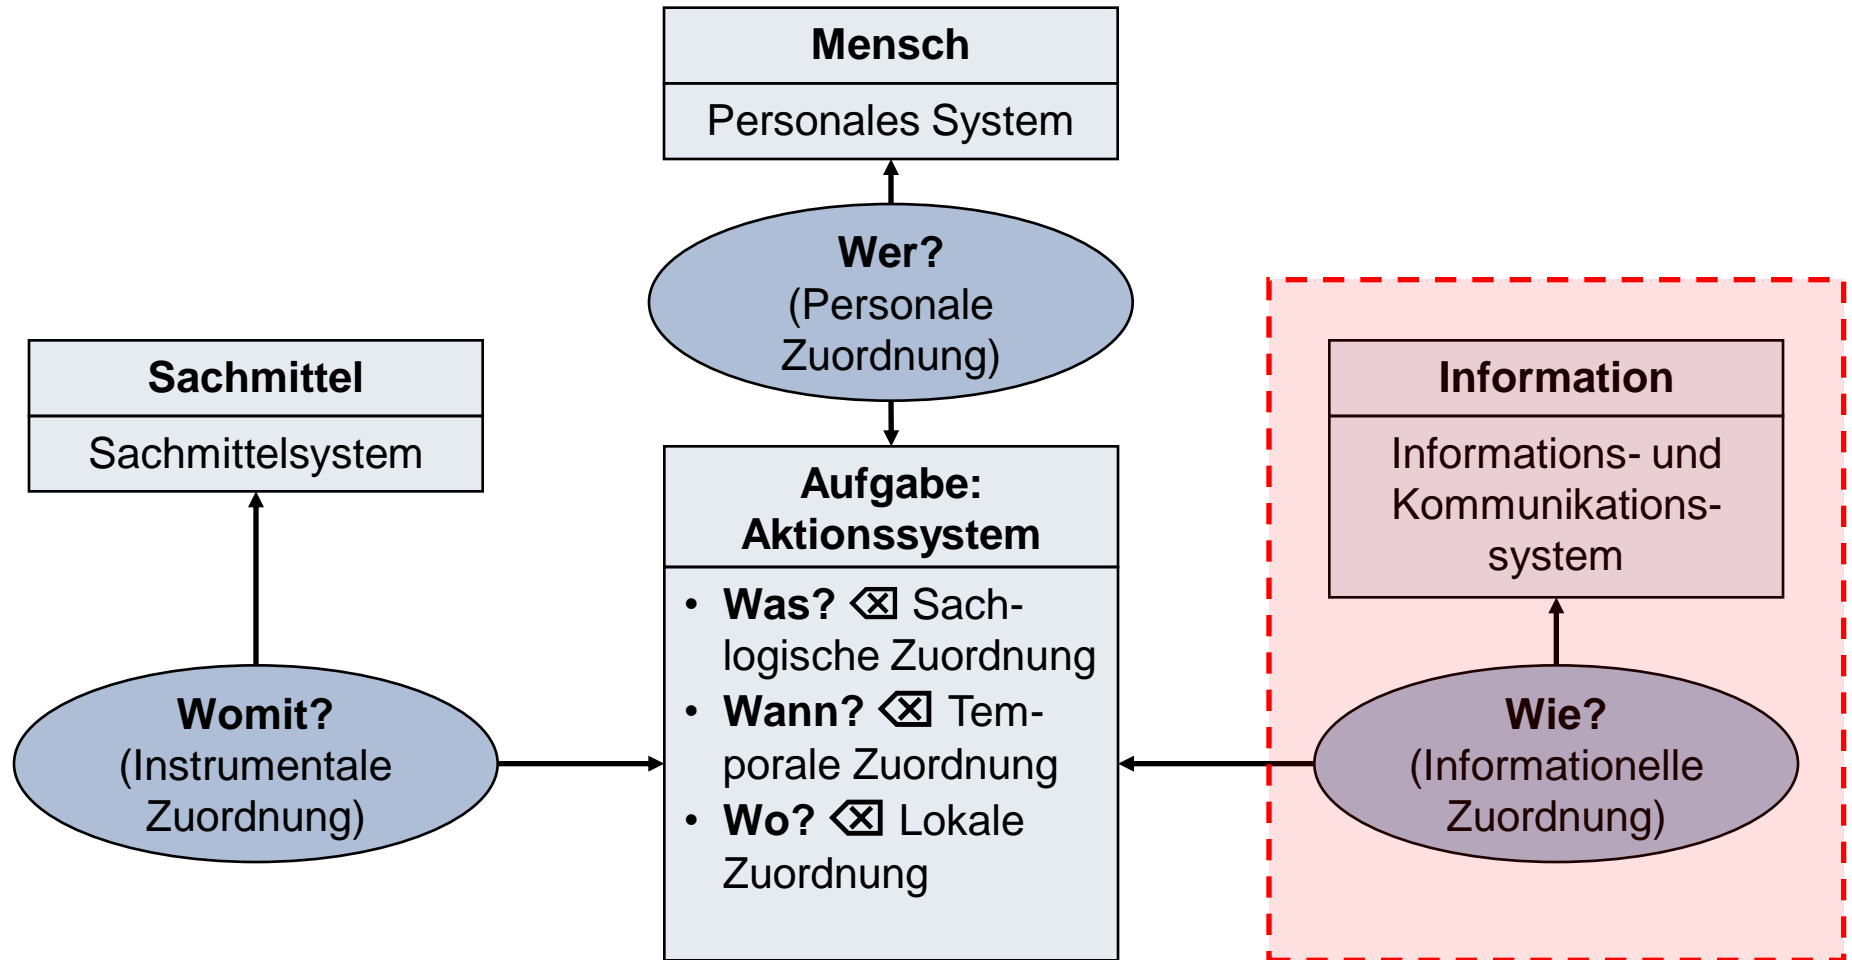 Mensch
Personales System
Wer?
(Personale
Zuordnung)
Sachmittel
Sachmittelsystem
Womit?
(Instrumentale
Zuordnung)
Aufgabe:
Aktionssystem
• Was? ⌫ Sach-
logische Zuordnung
• Wann? ⌫ Tem-
porale Zuordnung
• Wo? ⌫ Lokale
Zuordnung
Information
Informations- und
Kommunikations-
system
Wie?
(Informationelle
Zuordnung)